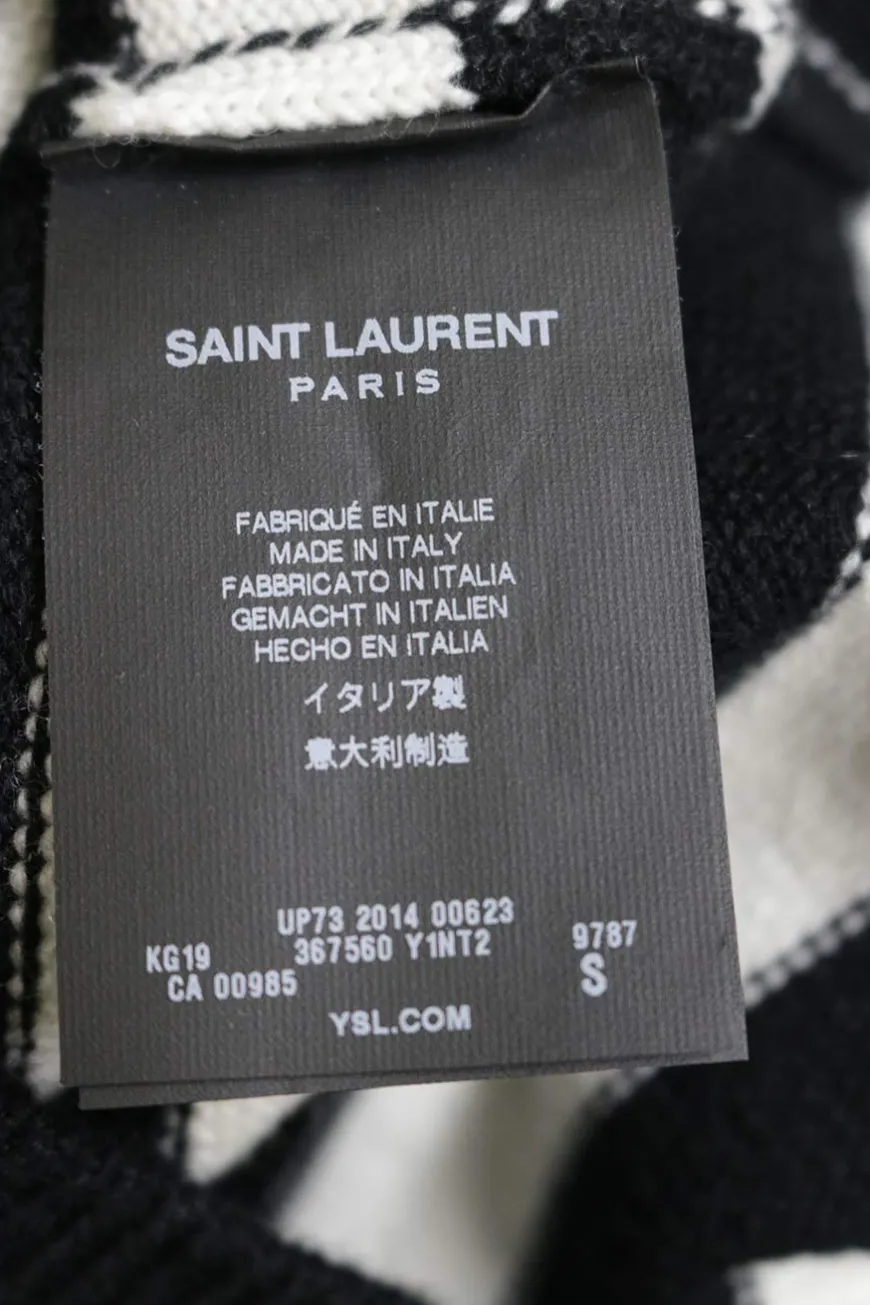 SAINT LAURENT
PARIS
FABRIQUÉ EN ITALIE
MADE IN ITALY
FABBRICATO IN ITALIA
GEMACHT IN ITALIEN
HECHO EN ITALIA
イタリア製
意大利制造
UP73 2014 00623
KG19 367560 Y1NT2 9787
CA 00985 S
YSL.COM